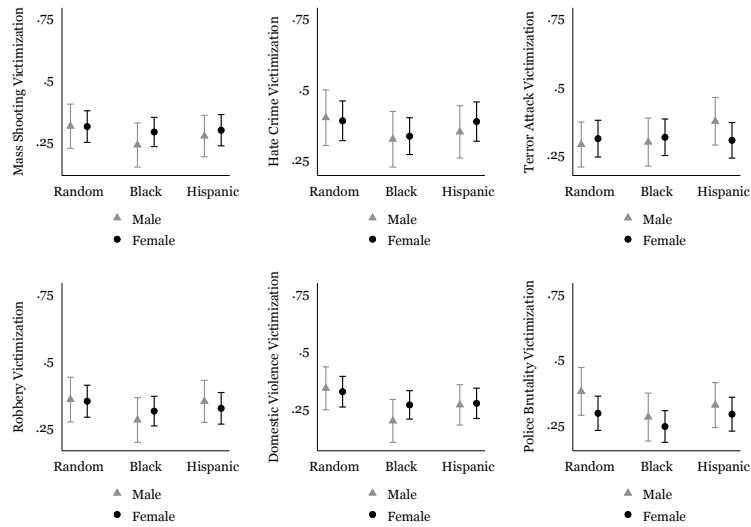 Mass Shooting Victimization
.75
.5
.25
Random Black Hispanic
Male
Female
Hate Crime Victimization
.75
.5
.25
Random Black Hispanic
Male
Female
Terror Attack Victimization
.75
.5
.25
Random Black Hispanic
Male
Female
Robbery Victimization
.75
.5
.25
Random Black Hispanic
Male
Female
Domestic Violence Victimization
.75
.5
.25
Random Black Hispanic
Male
Female
Police Brutality Victimization
.75
.5
.25
Random Black Hispanic
Male
Female